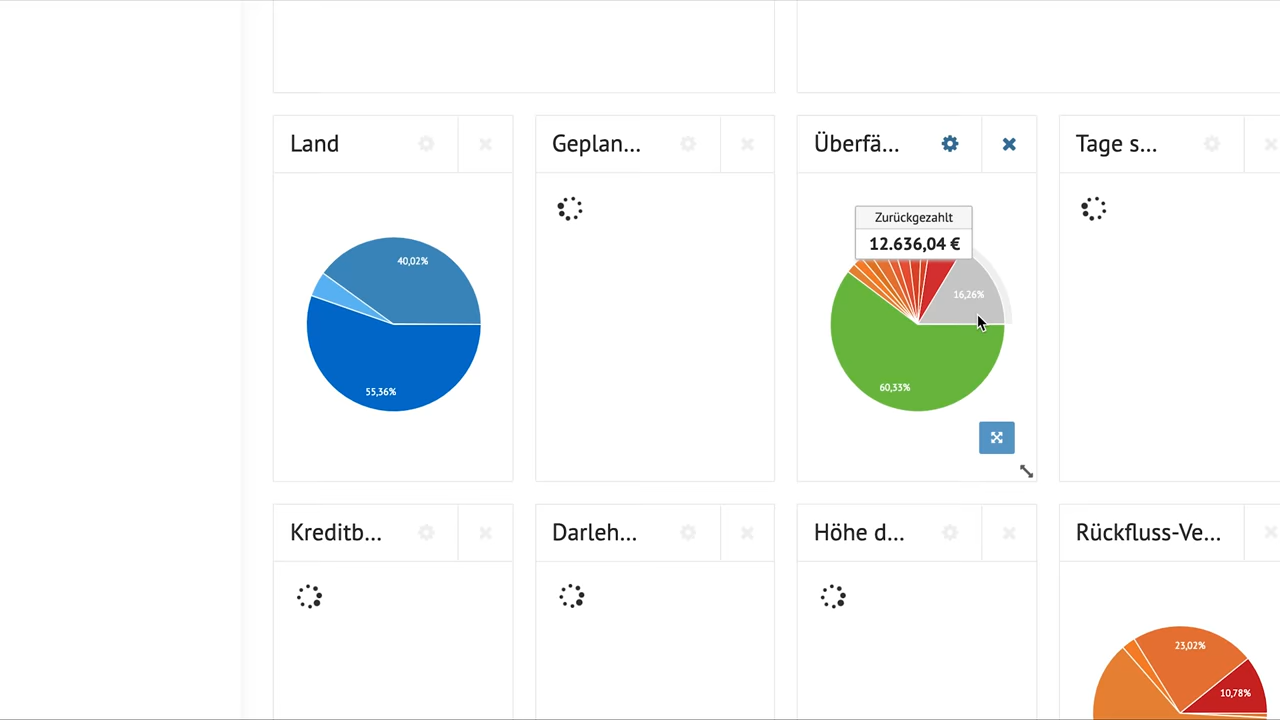 Land
Geplan...
Überfä...
Tage s...
40,02%
55,36%
Zurückgezahlt
12.636,04 €
16,26%
60,33%
Kreditb...
Darleh...
Höhe d...
Rückfluss-Ve...
23,02%
10,78%